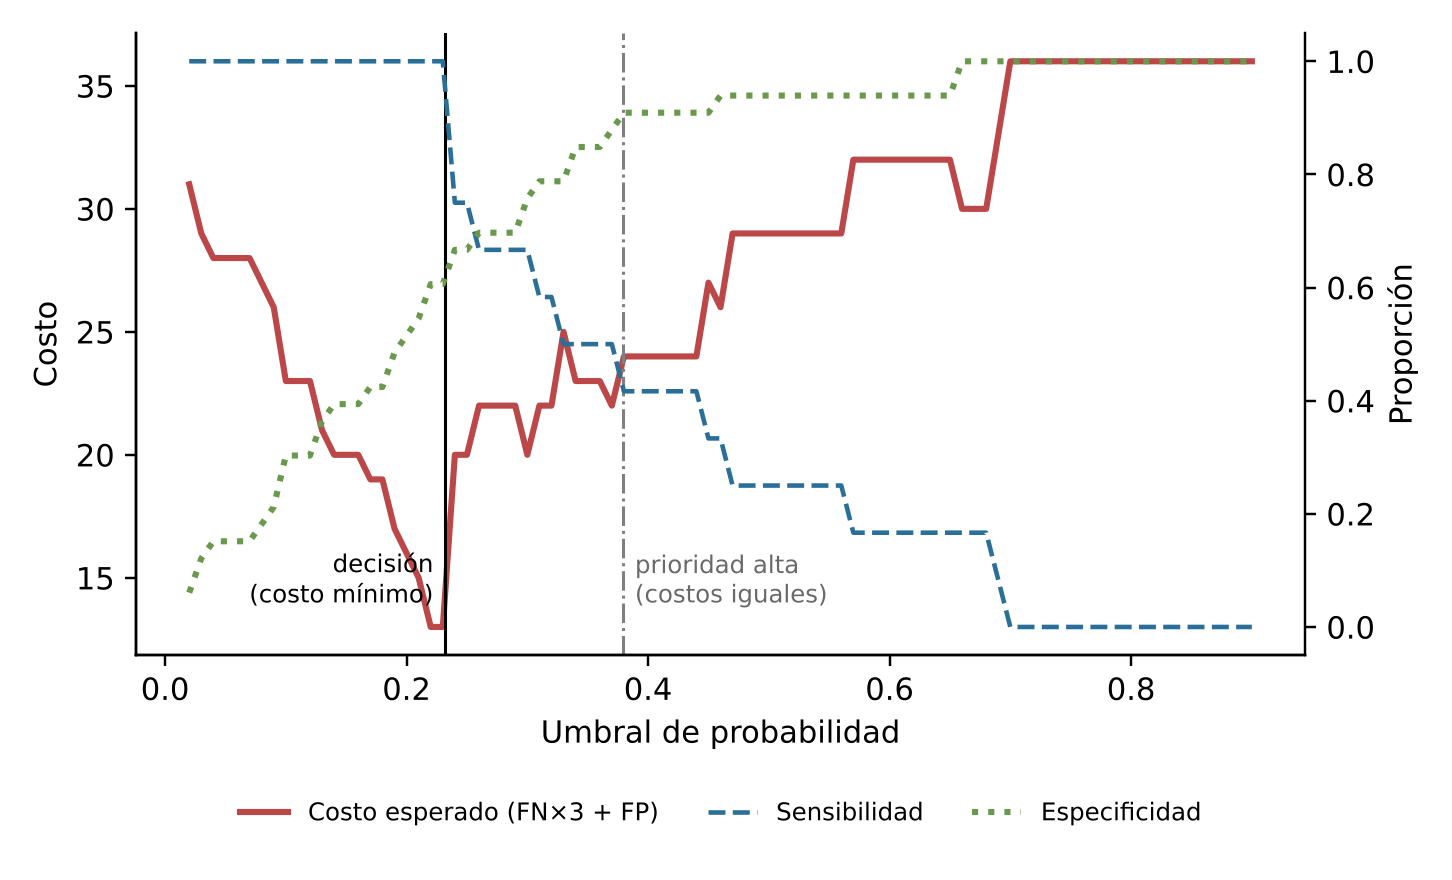 35
30
25
20
15
Costo
1.0
0.8
0.6
0.4
0.2
0.0
Proporción
decisión
(costo mínimo)
prioridad alta
(costos iguales)
0.0 0.2 0.4 0.6 0.8
Umbral de probabilidad
Costo esperado (FN×3 + FP) Sensibilidad Especificidad